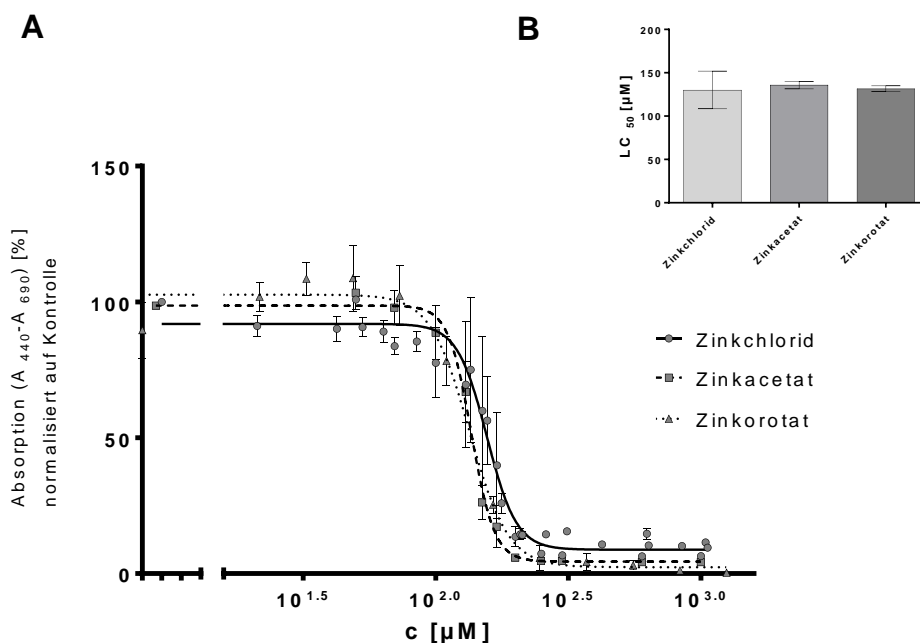 A
B
200
150
100
50
0
LC 50 [µM]
Zinkchlorid
Zinkacetat
Zinkorotat
150
100
50
0
Absorption (A 440-A 690) [%]
normalisiert auf Kontrolle
Zinkchlorid
Zinkacetat
Zinkorotat
10^1.5
10^2.0
10^2.5
10^3.0
c [µM]